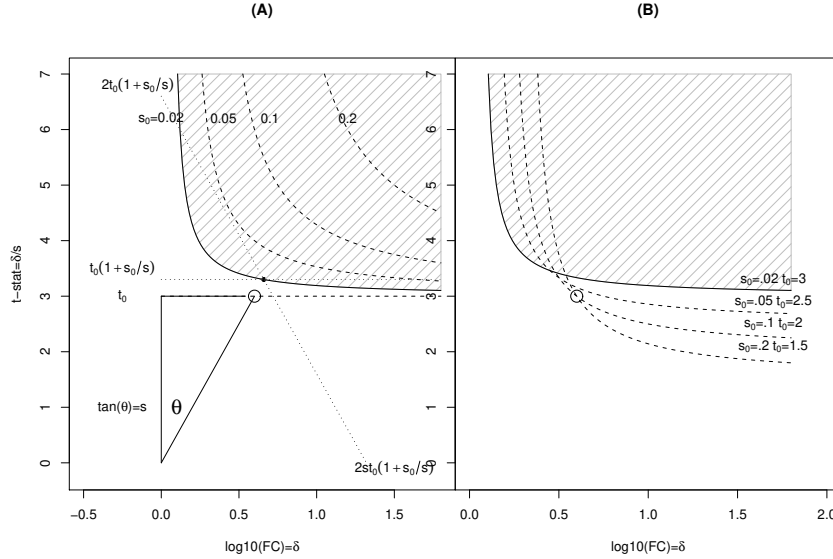 (A)
(B)
2t₀(1+s₀/s)
s₀=0.02
0.05
0.1
0.2
t₀(1+s₀/s)
t₀
tan(θ)=s
θ
2st₀(1+s₀/s)
t−stat=δ/s
0
1
2
3
4
5
6
7
−0.5
0.0
0.5
1.0
1.5
log10(FC)=δ
s₀=.02 t₀=3
s₀=.05 t₀=2.5
s₀=.1 t₀=2
s₀=.2 t₀=1.5
0
1
2
3
4
5
6
7
0.0
0.5
1.0
1.5
2.0
log10(FC)=δ